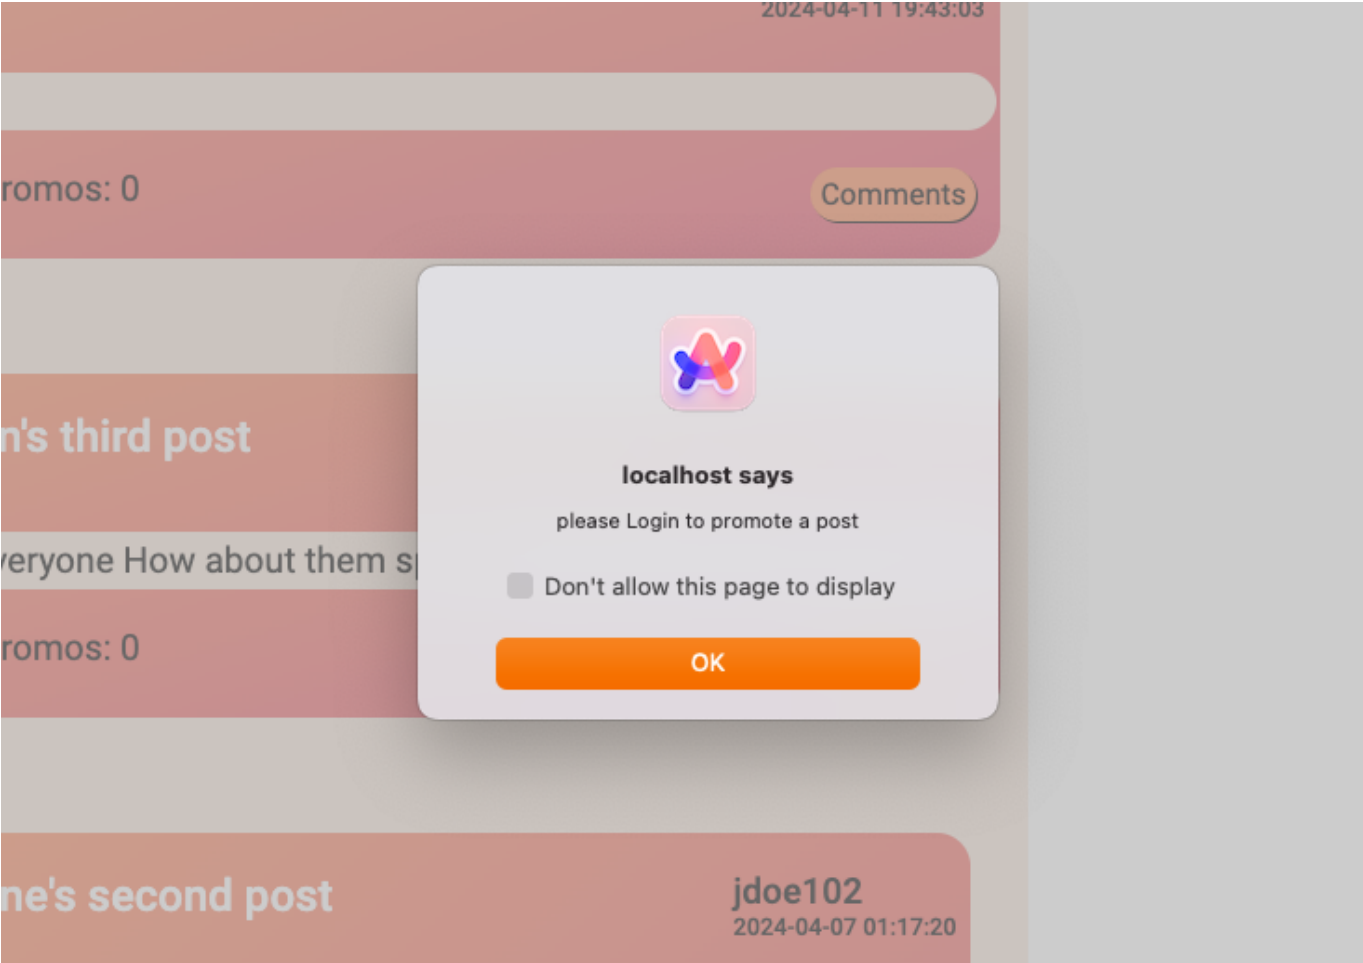 2024-04-11 19:43:03
romos: 0
Comments
n's third post
localhost says
please Login to promote a post
veryone How about them sp
Don't allow this page to display
romos: 0
OK
ne's second post
jdoe102
2024-04-07 01:17:20